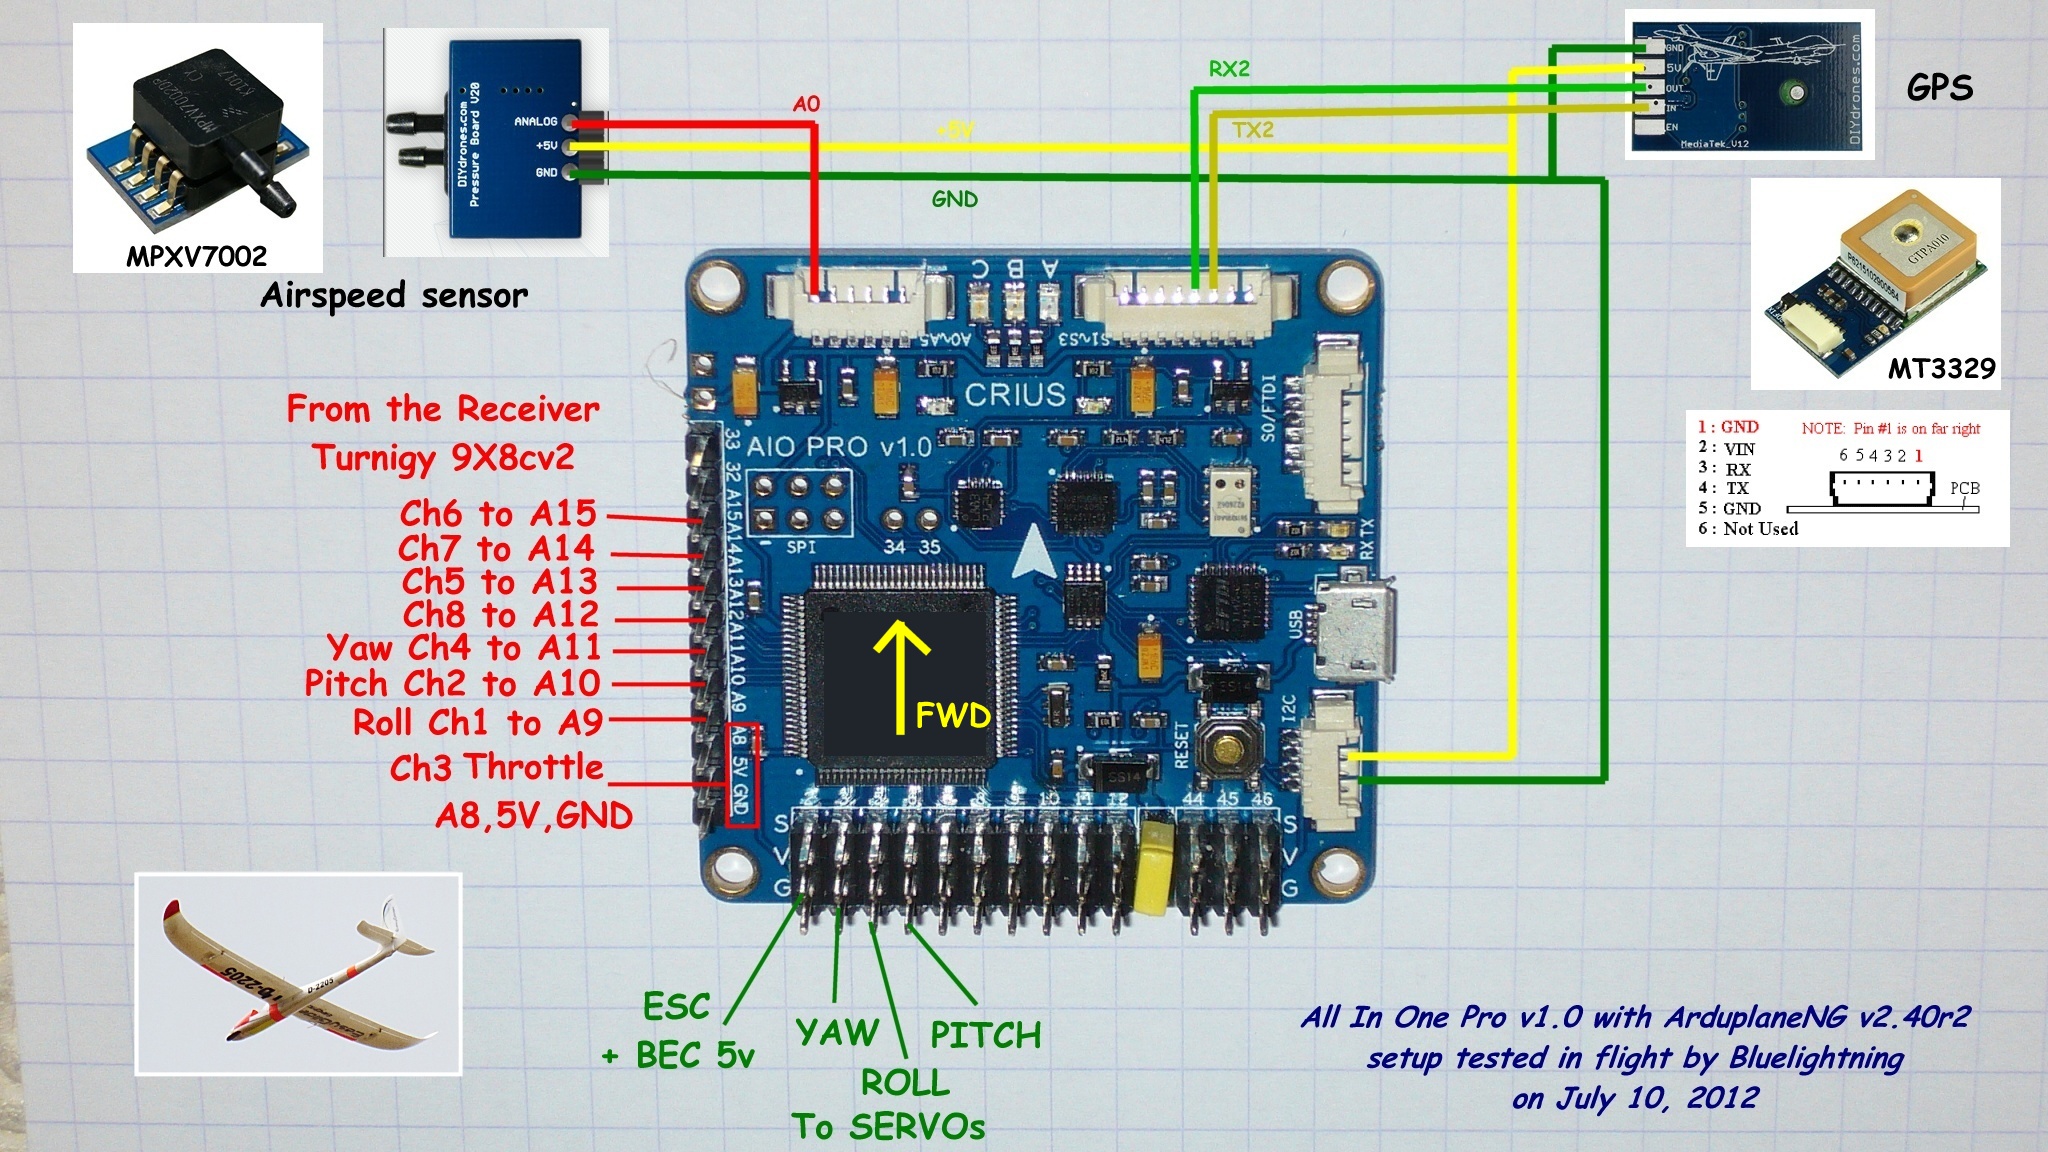 MPXV7002DP
MPXV7002
Airspeed sensor
DIYdrones.com
Pressure Board V20
ANALOG
+5V
GND
A0
+5V
GND
RX2
TX2
GND
5V
OUT
IN
EN
MediaTek_V12
DIYdrones.com
GPS
GTPA010
MT3329
1 : GND
2 : VIN
3 : RX
4 : TX
5 : GND
6 : Not Used
NOTE: Pin #1 is on far right
6 5 4 3 2 1
PCB
C B A
A0~A5
S1~S3
CRIUS
AIO PRO v1.0
S0/FTDI
SPI
34 35
RX TX
USB
I2C
RESET
SS14
SS14
33 32 A15 A14 A13 A12 A11 A10 A9 A8 5V GND
FWD
44 45 46
S
V
G
S
V
G
From the Receiver
Turnigy 9X8cv2
Ch6 to A15
Ch7 to A14
Ch5 to A13
Ch8 to A12
Yaw Ch4 to A11
Pitch Ch2 to A10
Roll Ch1 to A9
Ch3 Throttle
A8,5V,GND
D-2205
D-2205
ESC
+ BEC 5v
YAW
ROLL
PITCH
To SERVOs
All In One Pro v1.0 with ArduplaneNG v2.40r2
setup tested in flight by Bluelightning
on July 10, 2012